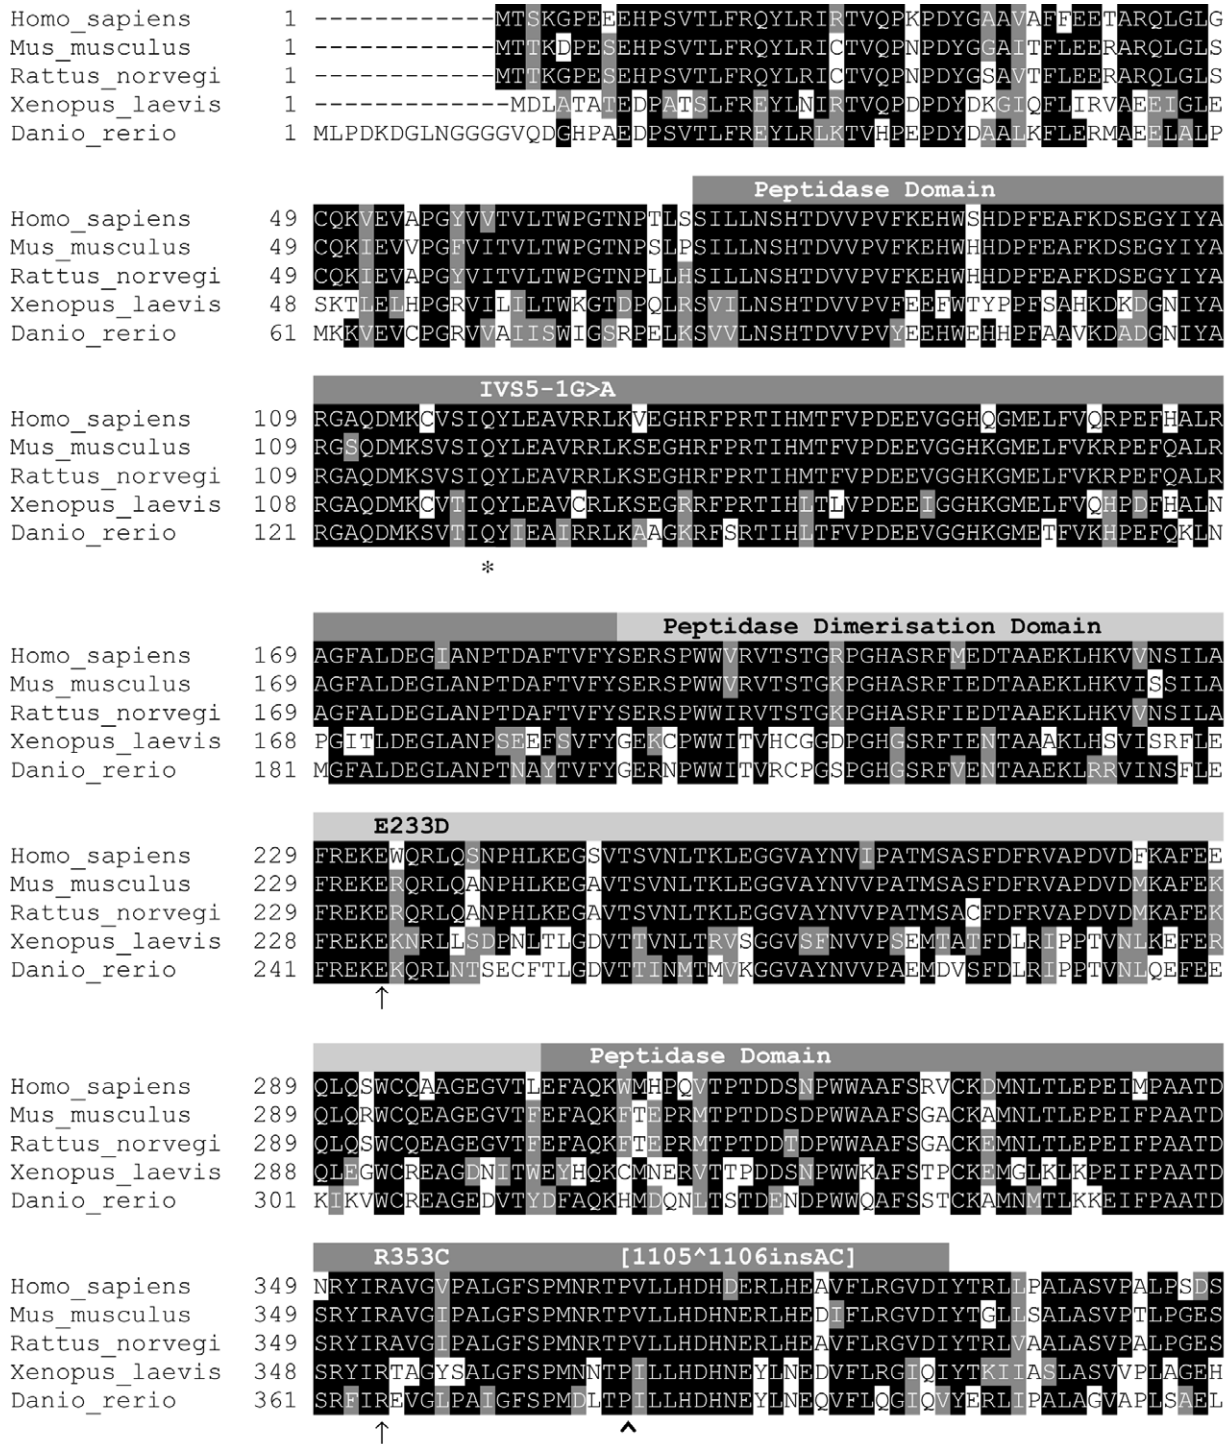 Homo_sapiens 1 ------------MTSKGPEEEHPSVTLFRQYLRIRTVQPKPDYGAAVAFFEETARQLGLG
Mus_musculus 1 ------------MTTKDPESEHPSVTLFRQYLRICTVQPNPDYGGAITFLEERARQLGLS
Rattus_norvegi 1 ------------MTTKGPESEHPSVTLFRQYLRICTVQPNPDYGSAVTFLEERARQLGLS
Xenopus_laevis 1 -------------MDLATATEDPATSLFREYLNIRTVQPDPDYDKGIQFLIRVAEEIGLE
Danio_rerio 1 MLPDKDGLNGGGGVQDGHPAEDPSVTLFREYLRLKTVHPEPDYDAALKFLERMAEELALP
Peptidase Domain
Homo_sapiens 49 CQKVEVAPGYVVTVLTWPGTNPTLSSILLNSHTDVVPVFKEHWSHDPFEAFKDSEGYIYA
Mus_musculus 49 CQKIEVVPGFVITVLTWPGTNPSLPSILLNSHTDVVPVFKEHWHHDPFEAFKDSEGYIYA
Rattus_norvegi 49 CQKIEVAPGYVITVLTWPGTNPLLHSILLNSHTDVVPVFKEHWHHDPFEAFKDSEGYIYA
Xenopus_laevis 48 SKTLELHPGRVILILTWKGTDPQLRSVILNSHTDVVPVFEEFWTYPPFSAHKDKDGNIYA
Danio_rerio 61 MKKVEVCPGRVVAIISWIGSRPELKSVVLNSHTDVVPVYEEHWEHHPFAAVKDADGNIYA
IVS5-1G>A
Homo_sapiens 109 RGAQDMKCVSIQYLEAVRRLKVEGHRFPRTIHMTFVPDEEVGGHQGMELFVQRPEFHALR
Mus_musculus 109 RGSQDMKSVSIQYLEAVRRLKSEGHRFPRTIHMTFVPDEEVGGHKGMELFVKRPEFQALR
Rattus_norvegi 109 RGAQDMKSVSIQYLEAVRRLKSEGHRFPRTIHMTFVPDEEVGGHKGMELFVKRPEFQALR
Xenopus_laevis 108 RGAQDMKCVTIQYLEAVCRLKSEGRRFPRTIHLTLVPDEEIGGHKGMELFVQHPDFHALN
Danio_rerio 121 RGAQDMKSVTIQYIEAIRRLKAAGKRFSRTIHLTFVPDEEVGGHKGMETFVKHPEFQKLN
*
Peptidase Dimerisation Domain
Homo_sapiens 169 AGFALDEGIANPTDAFTVFYSERSPWWVRVTSTGRPGHASRFMEDTAAEKLHKVVNSILA
Mus_musculus 169 AGFALDEGLANPTDAFTVFYSERSPWWVRVTSTGKPGHASRFIEDTAAEKLHKVISSILA
Rattus_norvegi 169 AGFALDEGLANPTDAFTVFYSERSPWWIRVTSTGKPGHASRFIEDTAAEKLHKVVNSILA
Xenopus_laevis 168 PGITLDEGLANPSEEFSVFYGEKCPWWITVHCGGDPGHGSRFIENTAAAKLHSVISRFLE
Danio_rerio 181 MGFALDEGLANPTNAYTVFYGERNPWWITVRCPGSPGHGSRFVENTAAEKLRRVINSFLE
E233D
Homo_sapiens 229 FREKEWQRLQSNPHLKEGSVTSVNLTKLEGGVAYNVIPATMSASFDFRVAPDVDFKAFEE
Mus_musculus 229 FREKERQRLQANPHLKEGAVTSVNLTKLEGGVAYNVVPATMSASFDFRVAPDVDMKAFEK
Rattus_norvegi 229 FREKERQRLQANPHLKEGAVTSVNLTKLEGGVAYNVVPATMSACFDFRVAPDVDMKAFEK
Xenopus_laevis 228 FREKEKNRLLSDPNLTLGDVTTVNLTRVSGGVSFNVVPSEMTATFDLRIPPTVNLKEFER
Danio_rerio 241 FREKEKQRLNTSECFTLGDVTTINMTMVKGGVAYNVVPAEMDVSFDLRIPPTVNLQEFEE
↑
Peptidase Domain
Homo_sapiens 289 QLQSWCQAAGEGVTLEFAQKWMHPQVTPTDDSNPWWAAFSRVCKDMNLTLEPEIMPAATD
Mus_musculus 289 QLQRWCQEAGEGVTFEFAQKFTEPRMTPTDDSDPWWAAFSGACKAMNLTLEPEIFPAATD
Rattus_norvegi 289 QLQSWCQEAGEGVTFEFAQKFTEPRMTPTDDTDPWWAAFSGACKEMNLTLEPEIFPAATD
Xenopus_laevis 288 QLEGWCREAGDNITWEYHQKCMNERVTTPDDSNPWWKAFSTPCKEMGLKLKPEIFPAATD
Danio_rerio 301 KIKVWCREAGEDVTYDFAQKHMDQNLTSTDENDPWWQAFSSTCKAMNMTLKKEIFPAATD
R353C [1105^1106insAC]
Homo_sapiens 349 NRYIRAVGVPALGFSPMNRTPVLLHDHDERLHEAVFLRGVDIYTRLLPALASVPALPSDS
Mus_musculus 349 SRYIRAVGIPALGFSPMNRTPVLLHDHNERLHEDIFLRGVDIYTGLLSALASVPTLPGES
Rattus_norvegi 349 SRYIRAVGIPALGFSPMNRTPVLLHDHNERLHEAVFLRGVDIYTRLVAALASVPALPGES
Xenopus_laevis 348 SRYIRTAGYSALGFSPMNNTPILLHDHNEYLNEDVFLRGIQIYTKIIASLASVVPLAGEH
Danio_rerio 361 SRFIREVGLPAIGFSPMDLTPILLHDHNEYLNEQVFLQGIQVYERLIPALAGVAPLSAEL
↑ ^